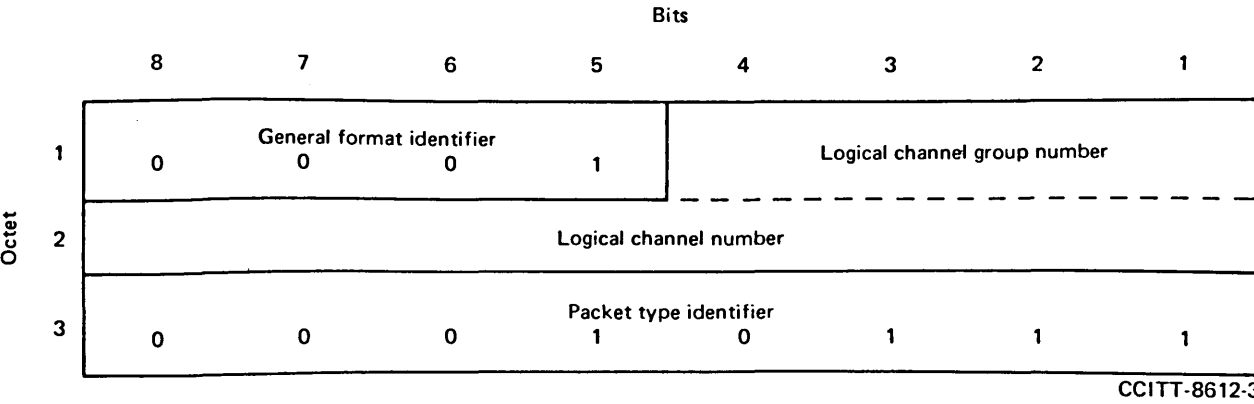 Bits
8 7 6 5 4 3 2 1
General format identifier
0 0 0 1
Logical channel group number
1
Octet
2
Logical channel number
Packet type identifier
3
0 0 0 1 0 1 1 1
CCITT-8612-3